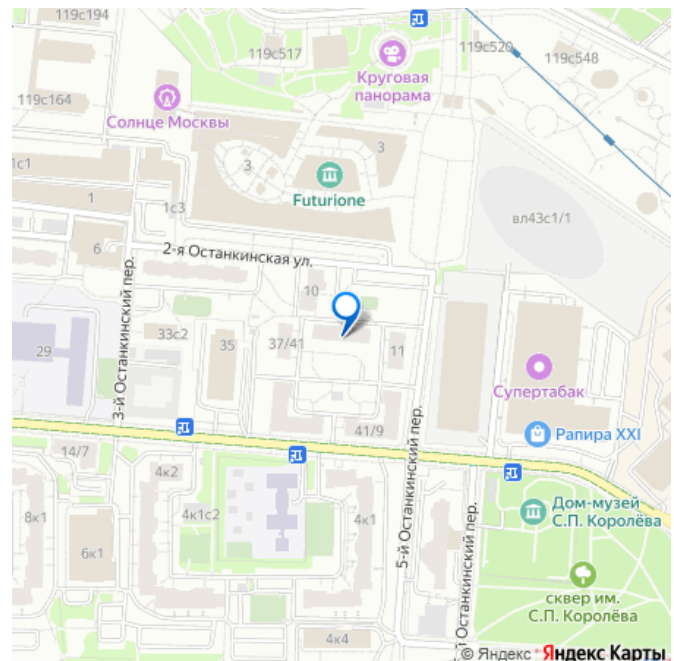 119с194
119с517
119с520
119с548
Круговая
панорама
119с164
Солнце Москвы
3
3
1с1
Futurione
1
1с3
вл43с1/1
6
2-я Останкинская ул.
10
3-й Останкинский пер.
33с2
35
37/41
11
29
Супертабак
5-й Останкинский пер.
41/9
Рапира XXI
14/7
4к2
8к1
4к1с2
4к1
Дом-музей
С.П. Королёва
6к1
й Останкинский пер.
сквер им.
С.П. Королёва
4к4
© Яндекс Яндекс Карты